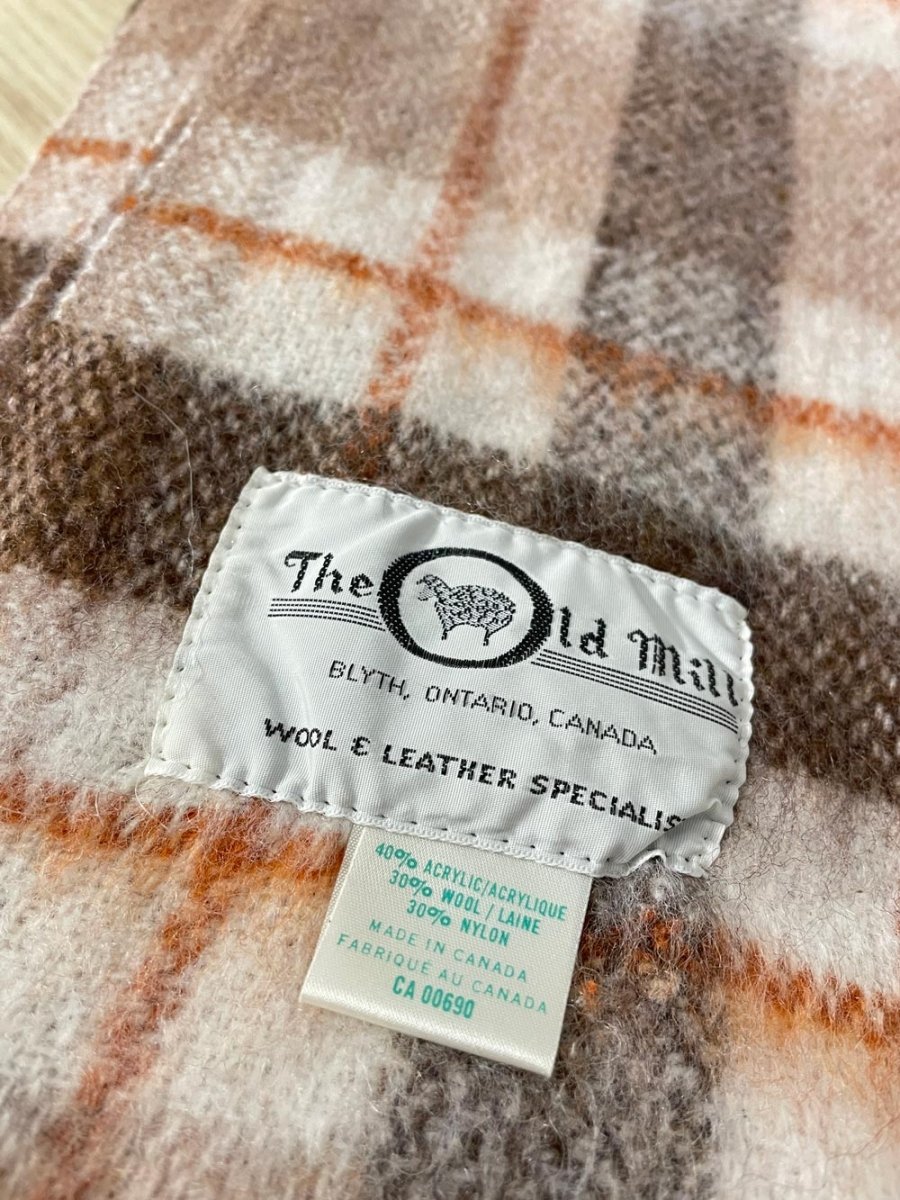 The Old Mill
BLYTH, ONTARIO, CANADA
WOOL & LEATHER SPECIALIS
40% ACRYLIC/ACRYLIQUE
30% WOOL / LAINE
30% NYLON
MADE IN CANADA
FABRIQUE AU CANADA
CA 00690